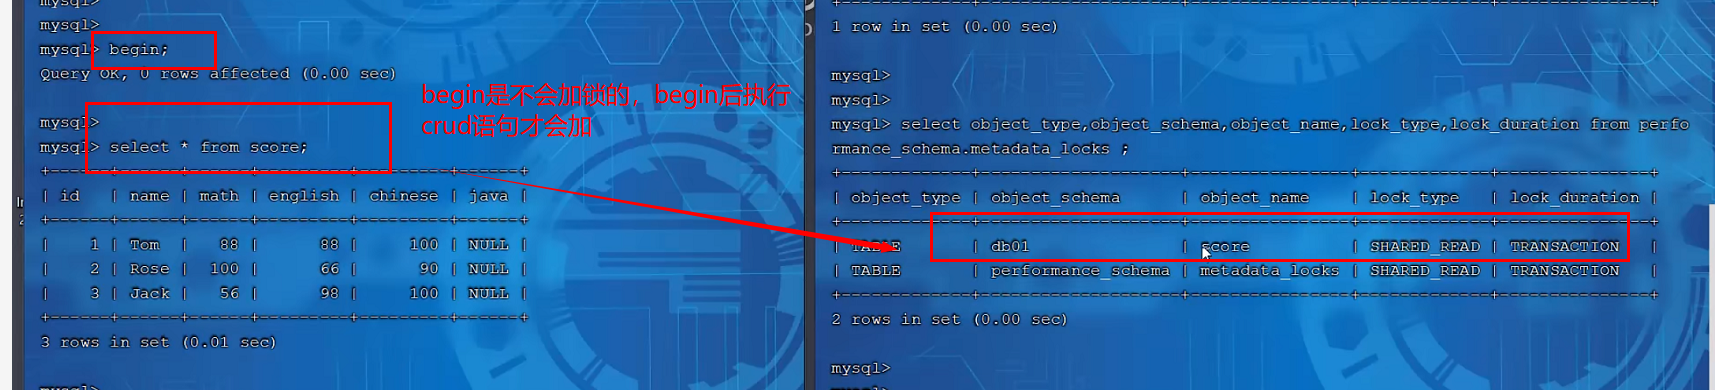 mysql>
mysql>
mysql> begin;
Query OK, 0 rows affected (0.00 sec)
begin是不会加锁的，begin后执行
crud语句才会加
mysql>
mysql> select * from score;
+------+------+------+---------+---------+------+
| id | name | math | english | chinese | java |
+------+------+------+---------+---------+------+
| 1 | Tom | 88 | 88 | 100 | NULL |
| 2 | Rose | 100 | 66 | 90 | NULL |
| 3 | Jack | 56 | 98 | 100 | NULL |
+------+------+------+---------+---------+------+
3 rows in set (0.01 sec)
mysql>
1 row in set (0.00 sec)
mysql>
mysql>
mysql> select object_type,object_schema,object_name,lock_type,lock_duration from perfo
rmance_schema.metadata_locks ;
+-------------+--------------------+----------------+-------------+---------------+
| object_type | object_schema | object_name | lock_type | lock_duration |
+-------------+--------------------+----------------+-------------+---------------+
| TABLE | db01 | score | SHARED_READ | TRANSACTION |
| TABLE | performance_schema | metadata_locks | SHARED_READ | TRANSACTION |
+-------------+--------------------+----------------+-------------+---------------+
2 rows in set (0.00 sec)
mysql>